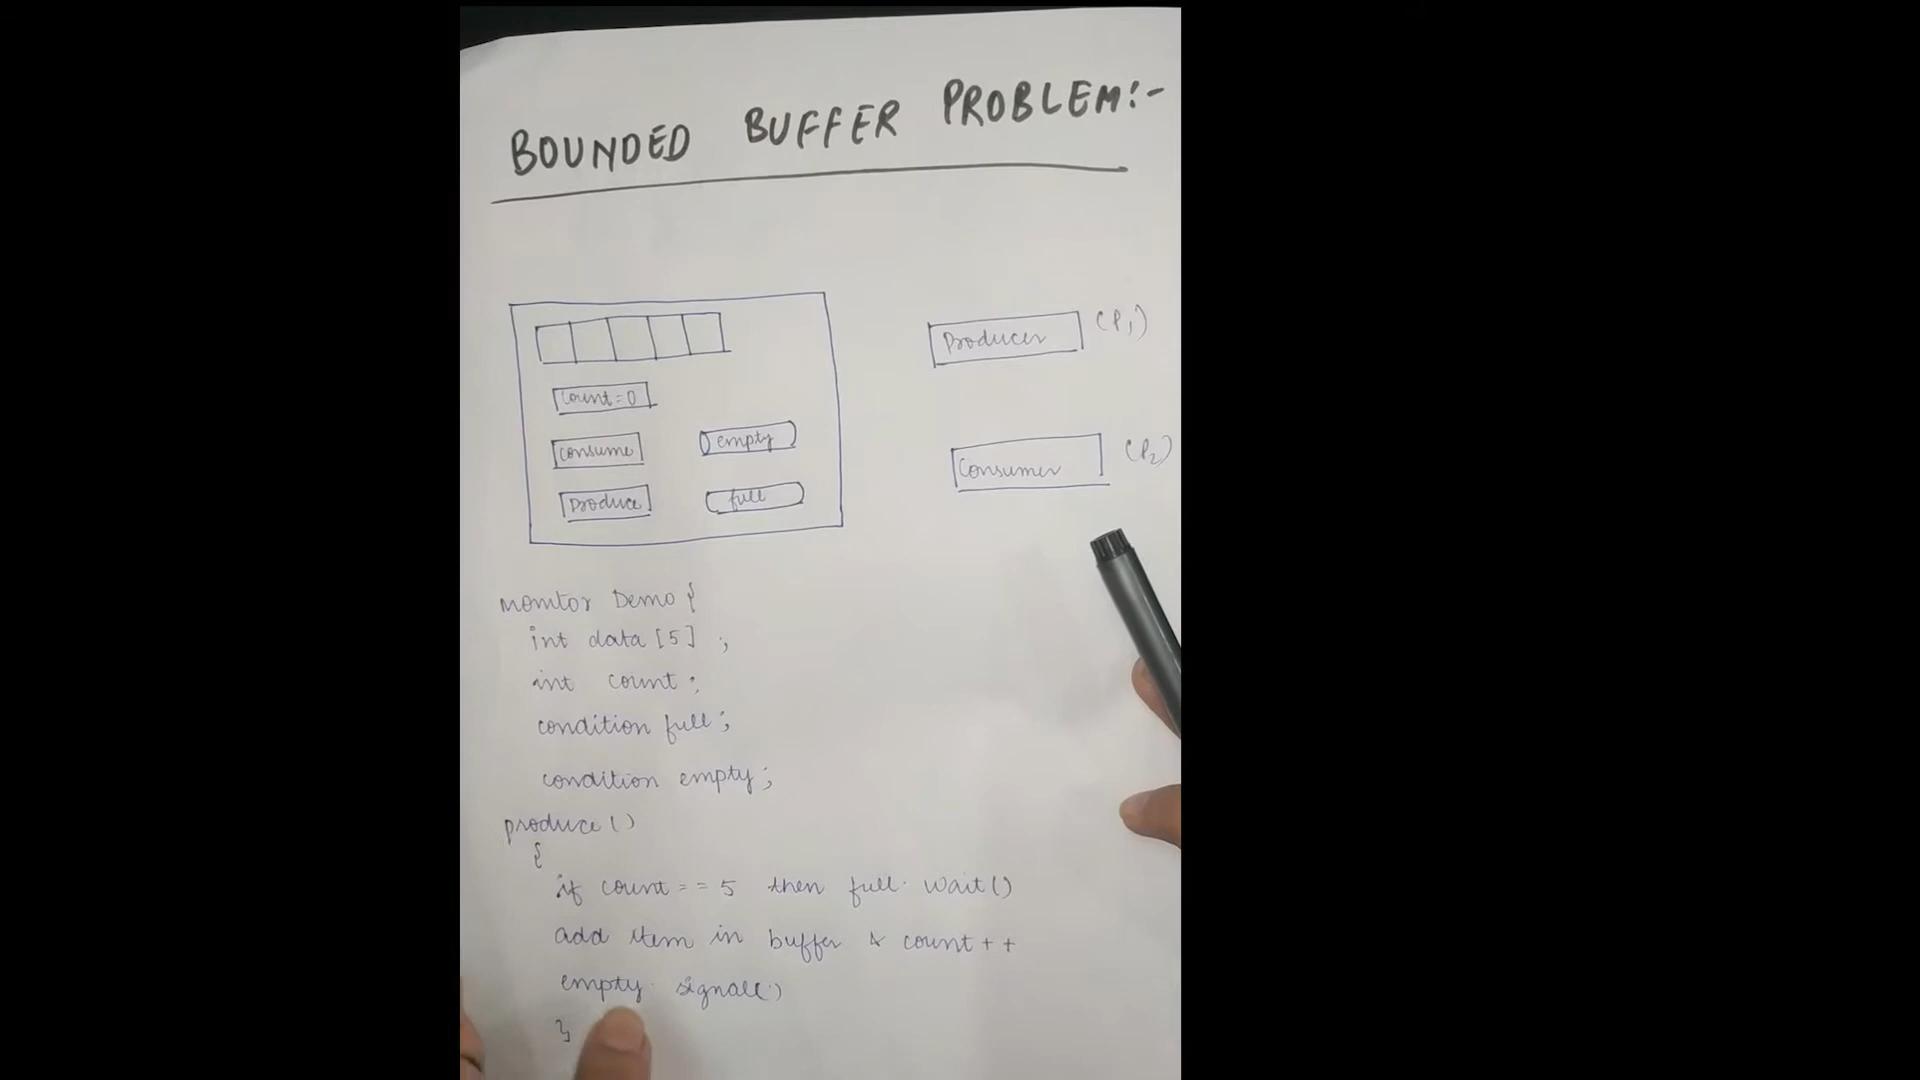 BOUNDED BUFFER PROBLEM:-
Producer (P1)
count=0
consume
empty
Consumer (P2)
Produce
full
monitor Demo {
int data [5] ;
int count ;
condition full ;
condition empty ;
produce ()
{
if count == 5 then full. wait()
add item in buffer & count ++
empty. signal()
}